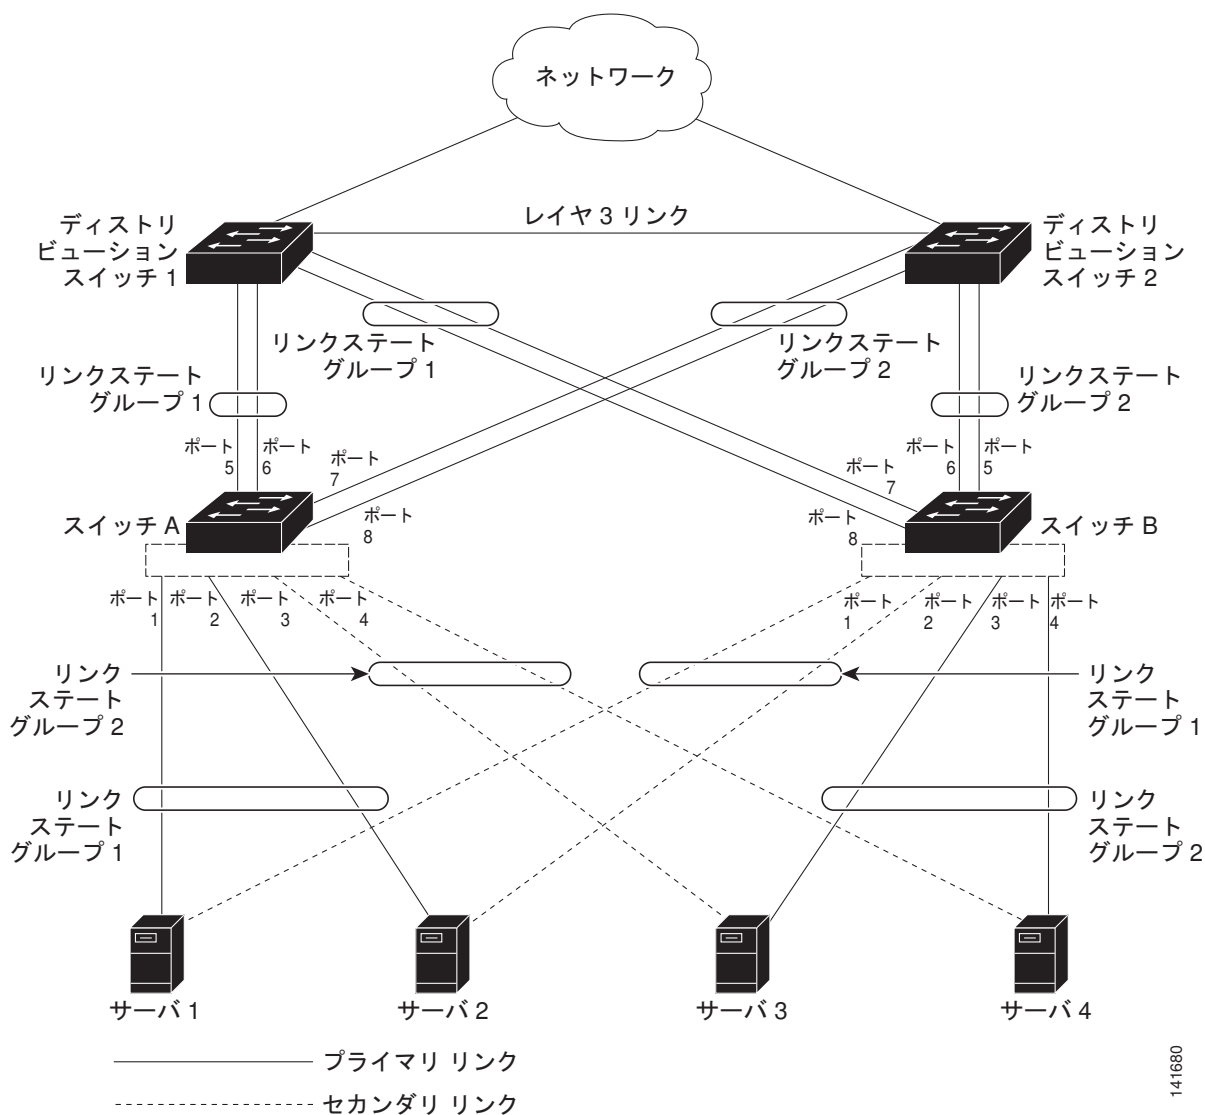 ネットワーク
レイヤ 3 リンク
ディストリ
ビューション
スイッチ 1
ディストリ
ビューション
スイッチ 2
リンクステート
グループ 1
リンクステート
グループ 2
リンクステート
グループ 1
リンクステート
グループ 2
ポート
5
ポート
6
ポート
7
ポート
8
ポート
7
ポート
8
ポート
6
ポート
5
スイッチ A
スイッチ B
ポート
1
ポート
2
ポート
3
ポート
4
ポート
1
ポート
2
ポート
3
ポート
4
リンク
ステート
グループ 2
リンク
ステート
グループ 1
リンク
ステート
グループ 1
リンク
ステート
グループ 2
サーバ 1
サーバ 2
サーバ 3
サーバ 4
プライマリ リンク
セカンダリ リンク
141680